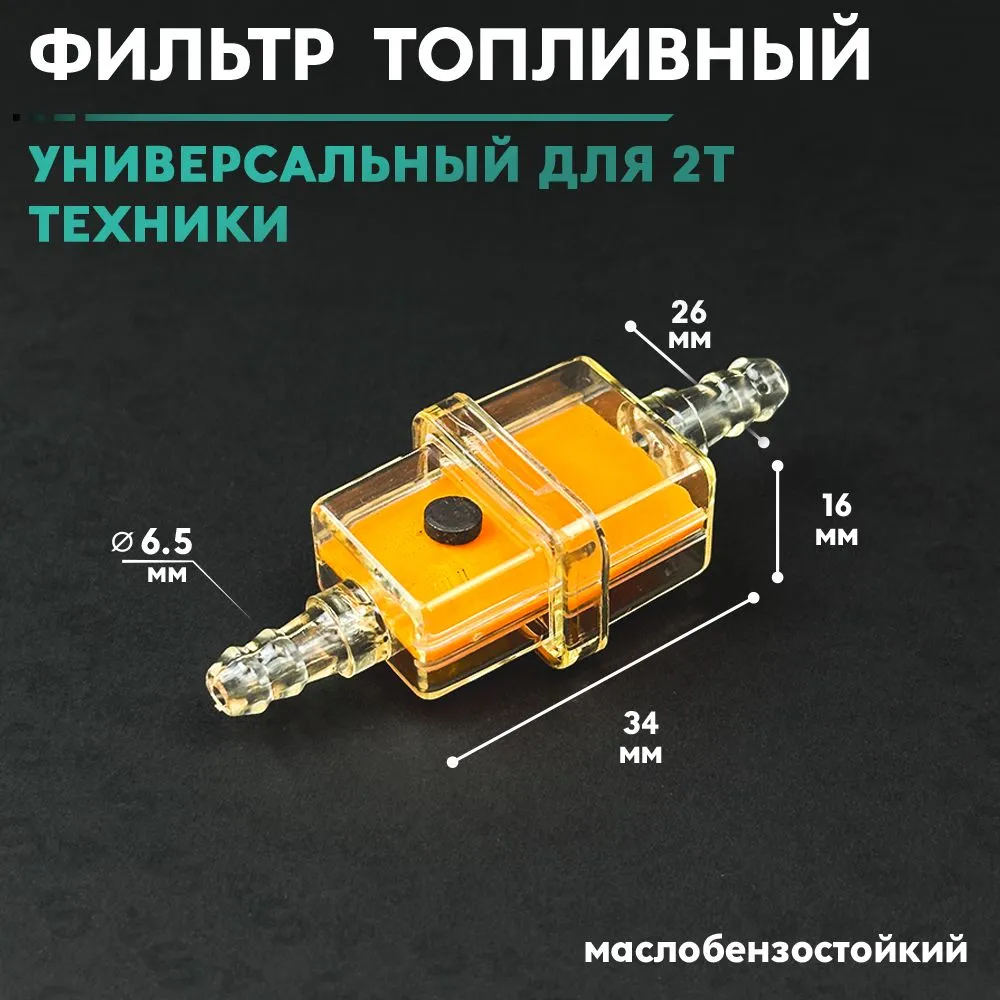 ФИЛЬТР ТОПЛИВНЫЙ
УНИВЕРСАЛЬНЫЙ ДЛЯ 2Т
ТЕХНИКИ
26
мм
16
мм
⌀ 6.5
мм
34
мм
маслобензостойкий